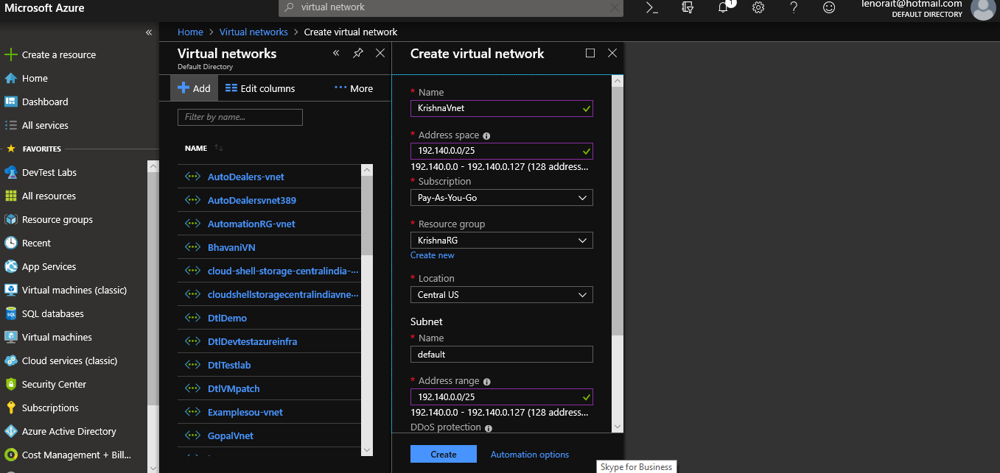 Microsoft Azure
virtual network
1
lenorait@hotmail.com
DEFAULT DIRECTORY
Create a resource
Home
Dashboard
All services
FAVORITES
DevTest Labs
All resources
Resource groups
Recent
App Services
Virtual machines (classic)
SQL databases
Virtual machines
Cloud services (classic)
Security Center
Subscriptions
Azure Active Directory
Cost Management + Bill...
Home > Virtual networks > Create virtual network
Virtual networks
Default Directory
Add
Edit columns
More
Filter by name...
NAME
AutoDealers-vnet
AutoDealersvnet389
AutomationRG-vnet
BhavaniVN
cloud-shell-storage-centralindia-...
cloudshellstoragecentralindiavne...
DtlDemo
DtlDevtestazureinfra
DtlTestlab
DtlVMpatch
Examplesou-vnet
GopalVnet
Create virtual network
* Name
KrishnaVnet
* Address space
192.140.0.0/25
192.140.0.0 - 192.140.0.127 (128 address...
* Subscription
Pay-As-You-Go
* Resource group
KrishnaRG
Create new
* Location
Central US
Subnet
* Name
default
* Address range
192.140.0.0/25
192.140.0.0 - 192.140.0.127 (128 address...
DDoS protection
Create
Automation options
Skype for Business